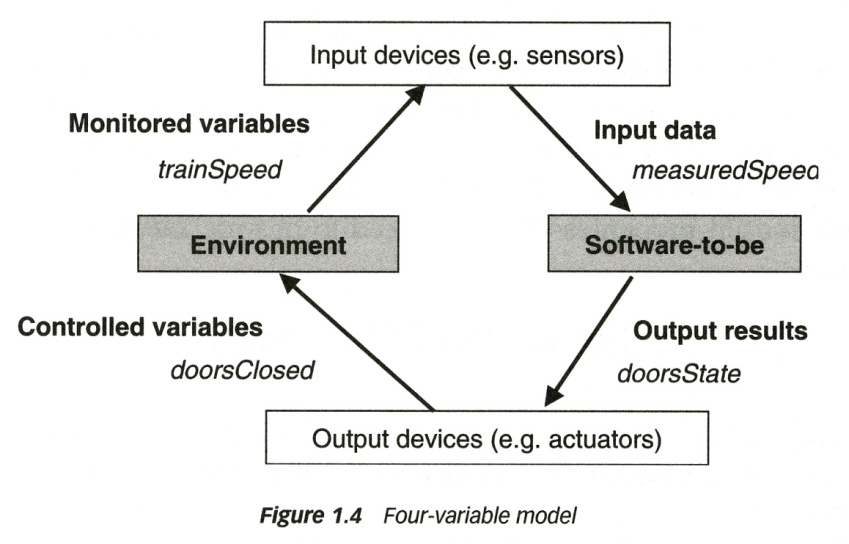 Input devices (e.g. sensors)
Monitored variables
trainSpeed
Input data
measuredSpeed
Environment
Software-to-be
Controlled variables
doorsClosed
Output results
doorsState
Output devices (e.g. actuators)
Figure 1.4 Four-variable model